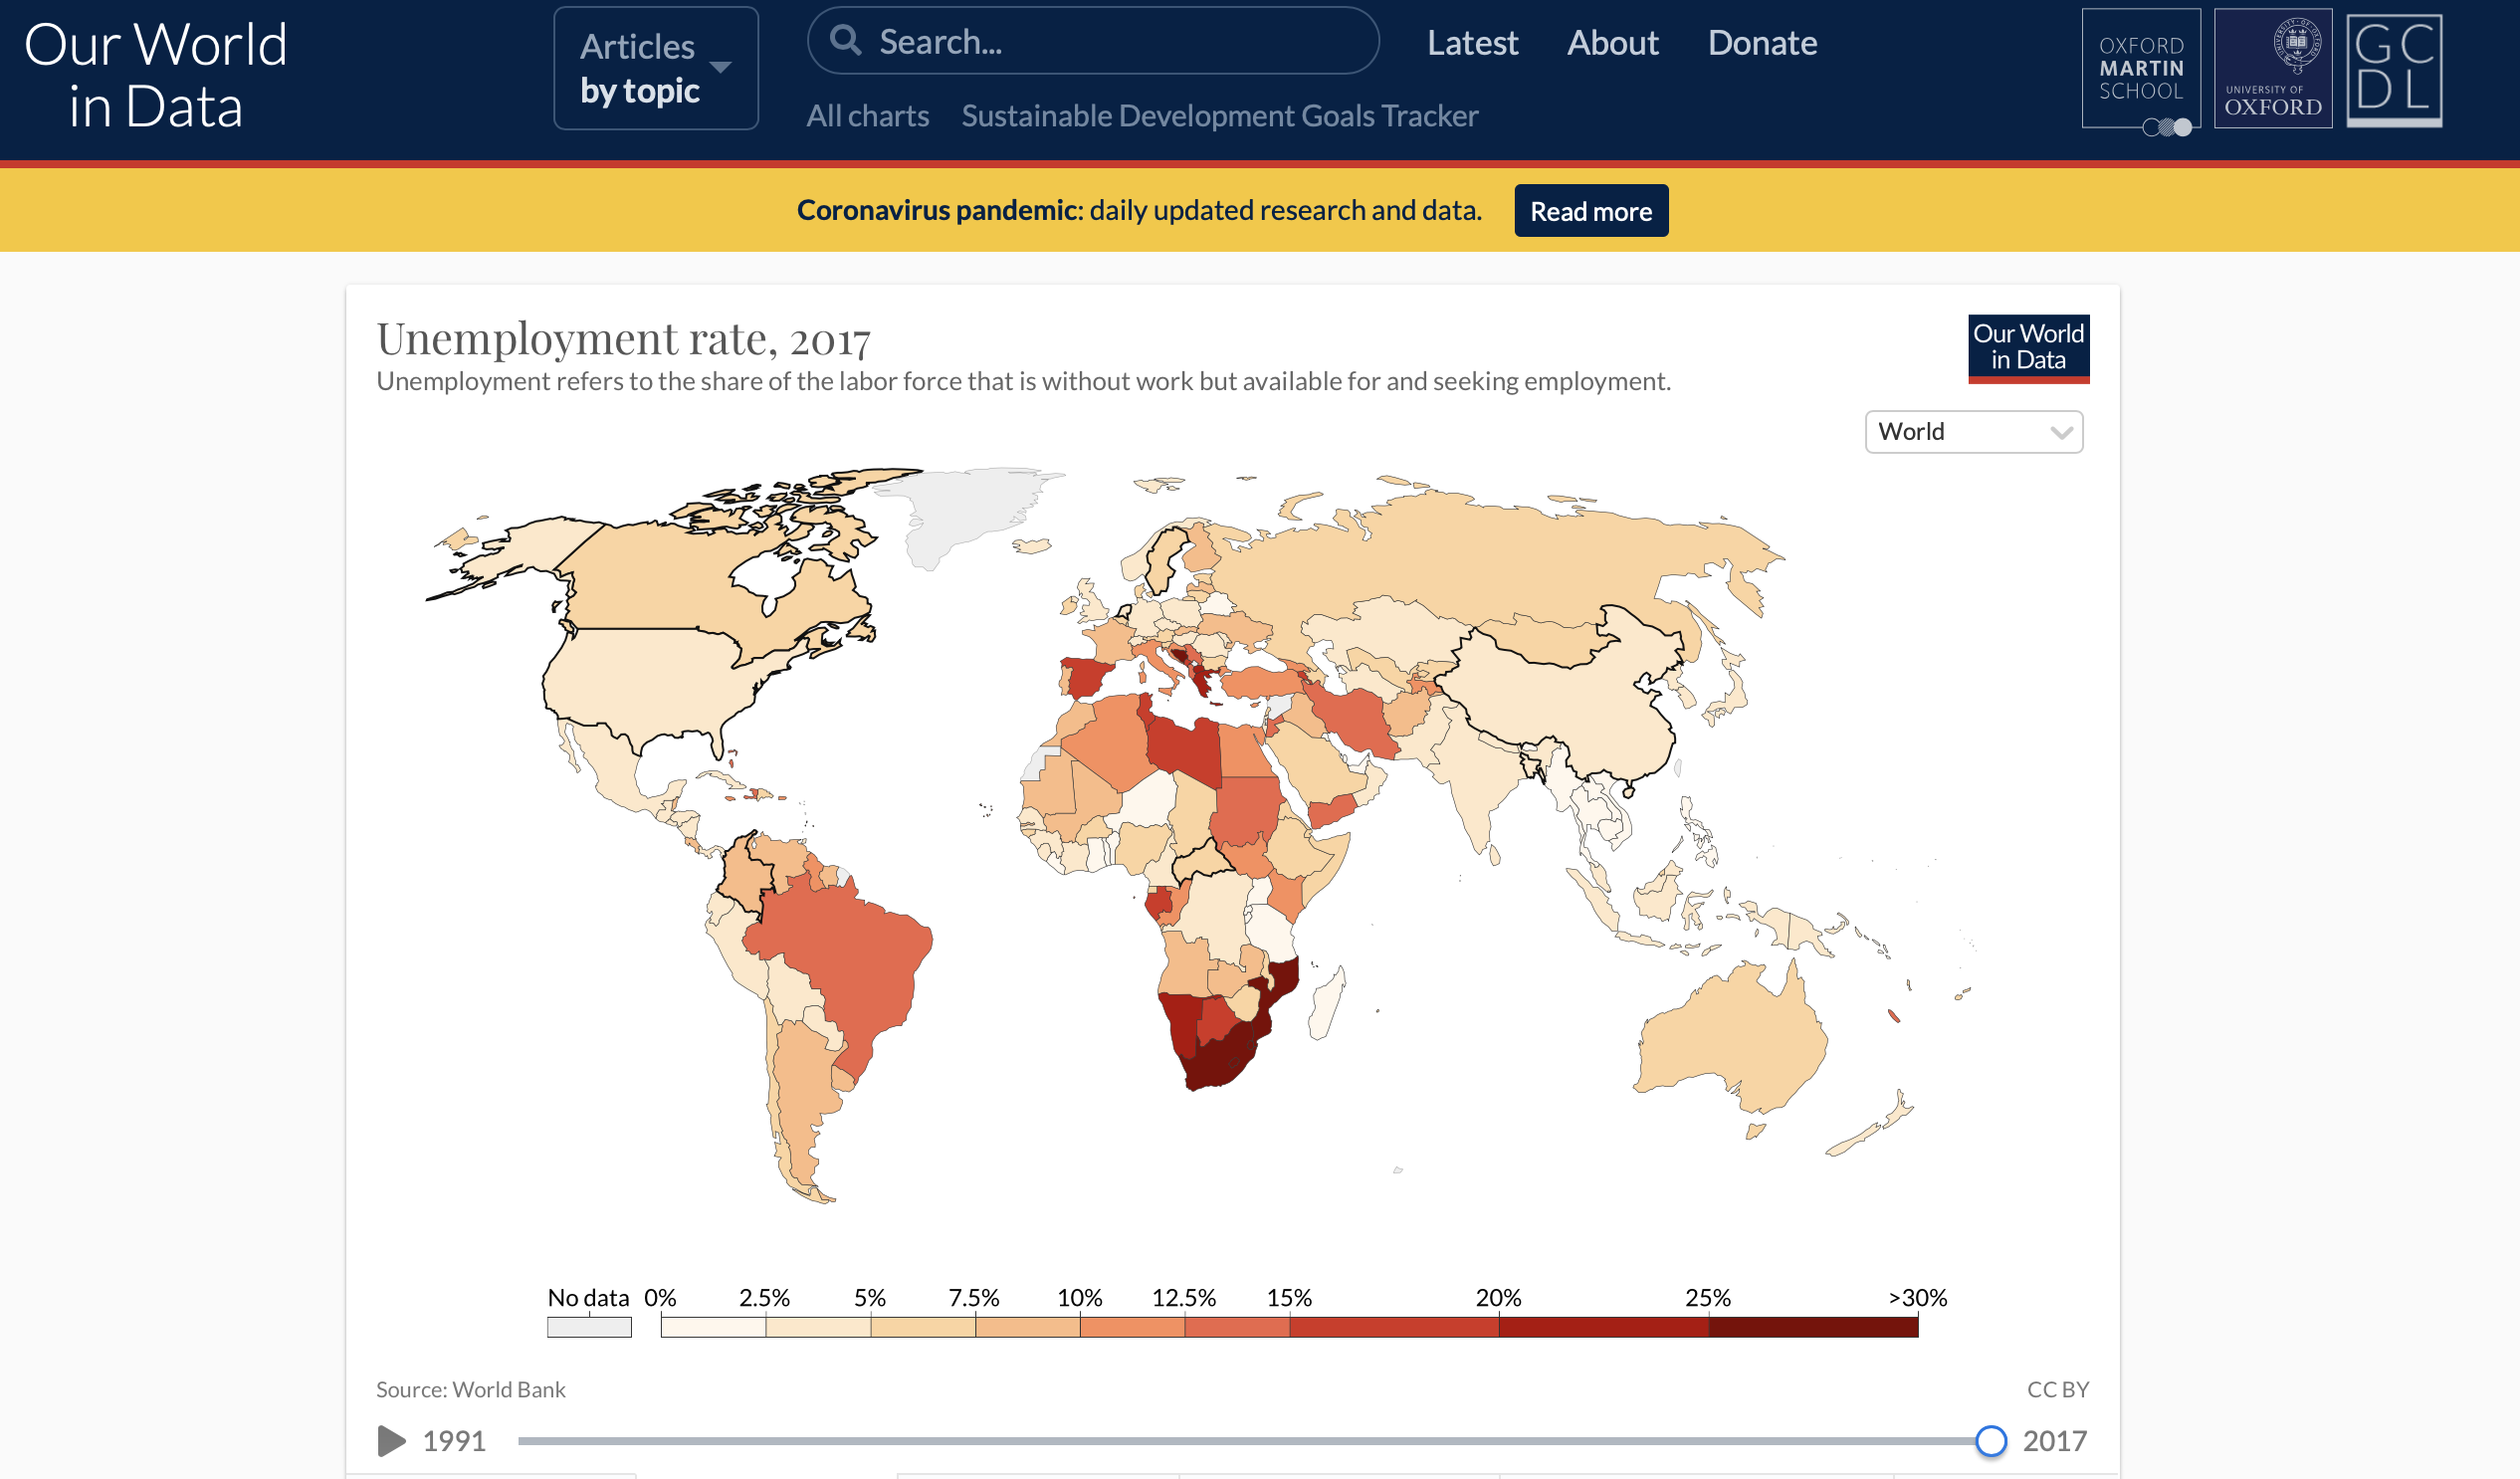 Our World
in Data
Articles
by topic
Search...
Latest
About
Donate
All charts
Sustainable Development Goals Tracker
OXFORD
MARTIN
SCHOOL
UNIVERSITY OF
OXFORD
GC
DL
Coronavirus pandemic: daily updated research and data.
Read more
Unemployment rate, 2017
Unemployment refers to the share of the labor force that is without work but available for and seeking employment.
Our World
in Data
World
No data 0% 2.5% 5% 7.5% 10% 12.5% 15% 20% 25% >30%
Source: World Bank
CC BY
1991
2017